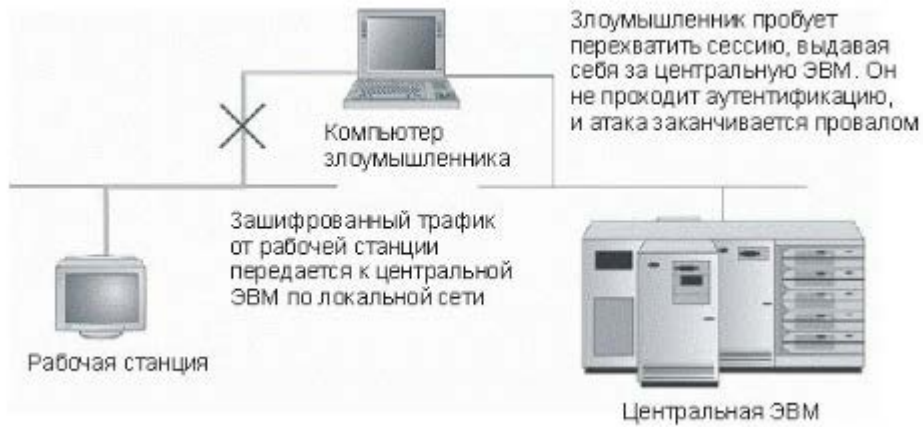 Злоумышленник пробует
перехватить сессию, выдавая
себя за центральную ЭВМ. Он
не проходит аутентификацию,
и атака заканчивается провалом
Компьютер
злоумышленника
Зашифрованный трафик
от рабочей станции
передается к центральной
ЭВМ по локальной сети
Рабочая станция
Центральная ЭВМ